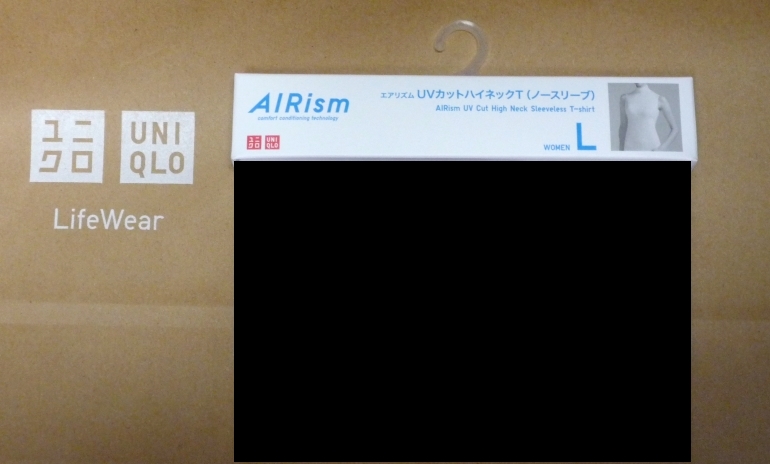 ユニ
クロ
UNI
QLO
LifeWear
AIRism
comfort conditioning technology
ユニ
クロ
UNI
QLO
エアリズム UVカットハイネックT(ノースリーブ)
AIRism UV Cut High Neck Sleeveless T-shirt
WOMEN L